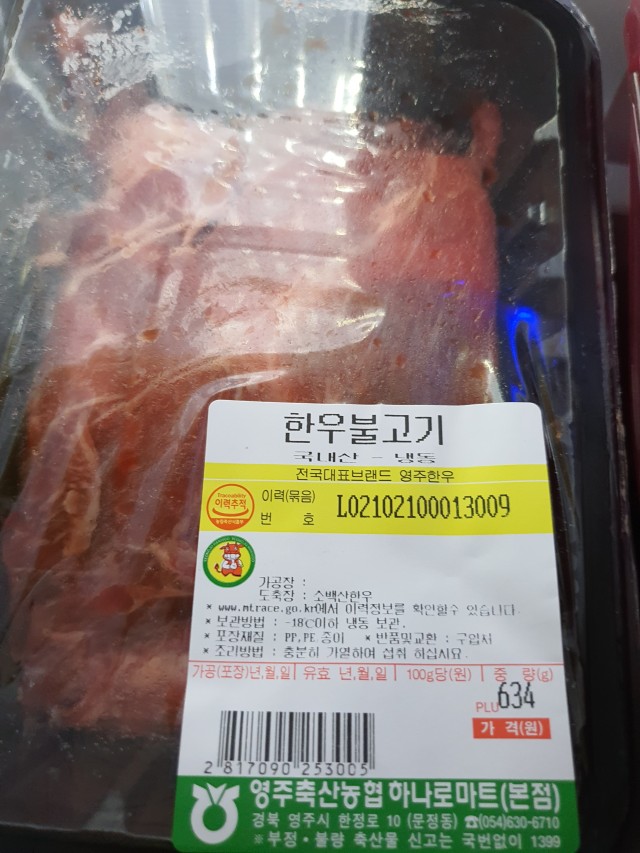 한우불고기
국내산 - 냉동
전국대표브랜드 영주한우
Traceability
이력추적
이력(묶음)
번 호 L02102100013009
가공장 :
도축장 : 소백산한우
* www.mtrace.go.kr에서 이력정보를 확인할수 있습니다.
* 보관방법 : -18℃이하 냉동 보관.
* 포장재질 : PP,PE 종이 * 반품및교환 : 구입처
* 조리방법 : 충분히 가열하여 섭취 하십시요.
가공(포장)년,월,일 유효 년,월,일 100g당(원) 중 량(g)
PLU 634
가 격(원)
2 817090 253005
영주축산농협 하나로마트(본점)
경북 영주시 한정로 10 (문정동) ☎(054)630-6710
※ 부정·불량 축산물 신고는 국번없이 1399